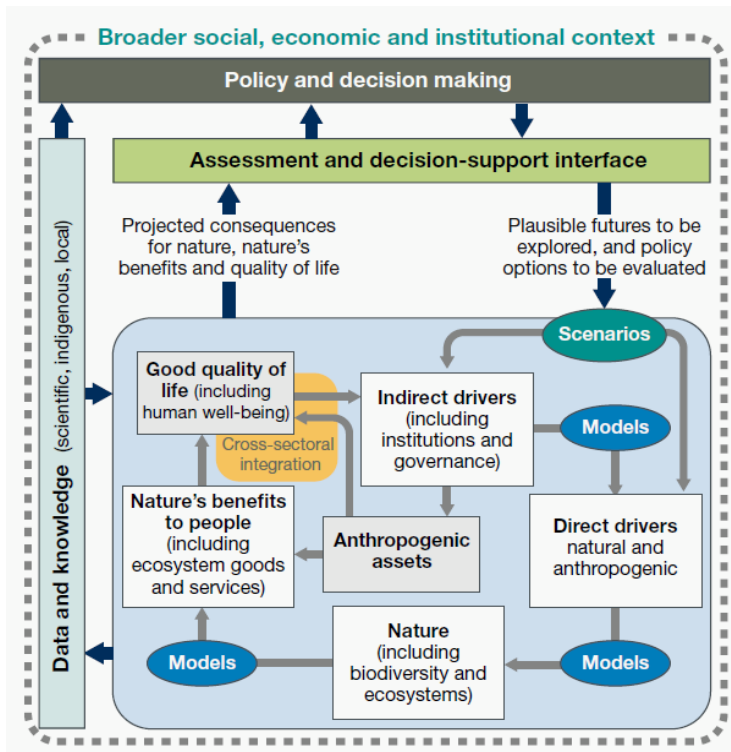 Broader social, economic and institutional context
Policy and decision making
Assessment and decision-support interface
Data and knowledge (scientific, indigenous, local)
Projected consequences
for nature, nature’s
benefits and quality of life
Plausible futures to be
explored, and policy
options to be evaluated
Scenarios
Good quality of
life (including
human well-being)
Cross-sectoral
integration
Indirect drivers
(including
institutions and
governance)
Models
Nature’s benefits
to people
(including
ecosystem goods
and services)
Anthropogenic
assets
Direct drivers
natural and
anthropogenic
Models
Nature
(including
biodiversity and
ecosystems)
Models